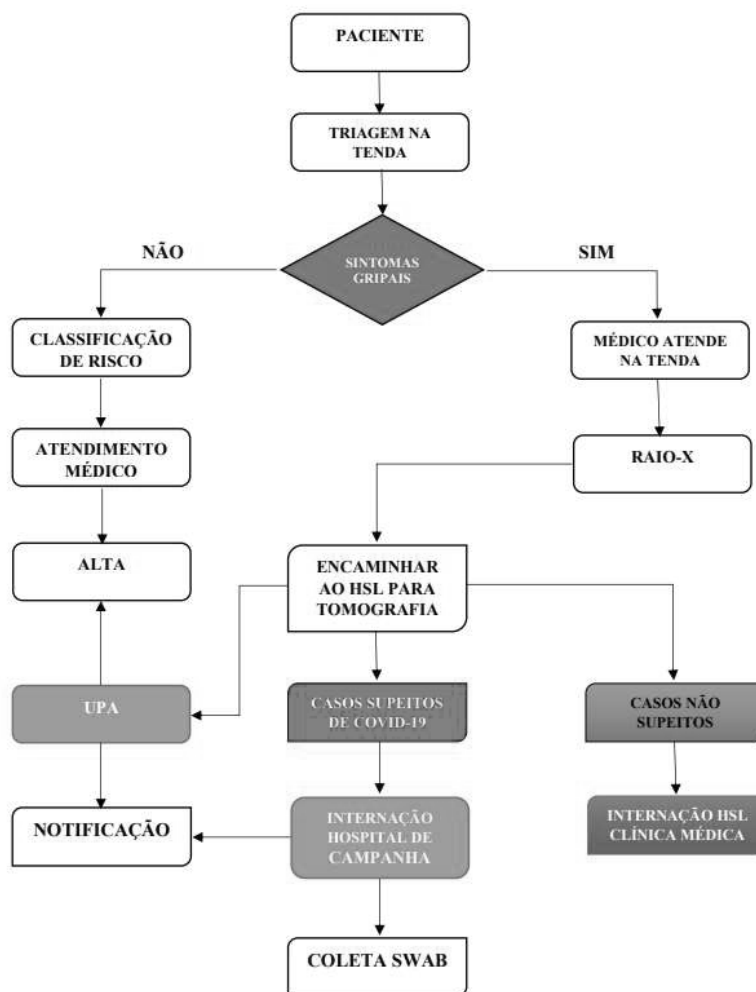 PACIENTE
TRIAGEM NA
TENDA
NÃO
SINTOMAS
GRIPAIS
SIM
CLASSIFICAÇÃO
DE RISCO
MÉDICO ATENDE
NA TENDA
ATENDIMENTO
MÉDICO
RAIO-X
ALTA
ENCAMINHAR
AO HSL PARA
TOMOGRAFIA
UPA
CASOS SUPEITOS
DE COVID-19
CASOS NÃO
SUPEITOS
NOTIFICAÇÃO
INTERNAÇÃO
HOSPITAL DE
CAMPANHA
INTERNAÇÃO HSL
CLÍNICA MÉDICA
COLETA SWAB